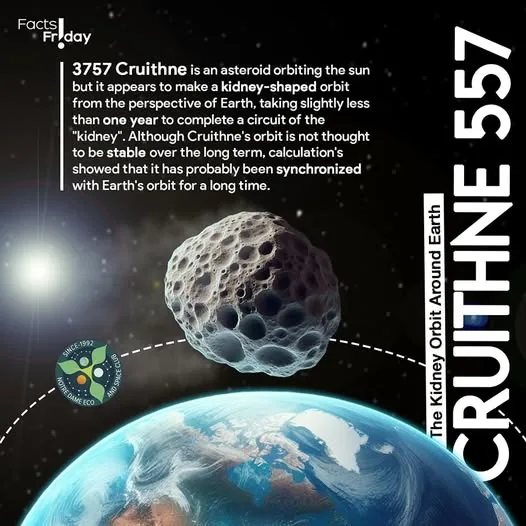 Facts
Fr!day
3757 Cruithne is an asteroid orbiting the sun
but it appears to make a kidney-shaped orbit
from the perspective of Earth, taking slightly less
than one year to complete a circuit of the
"kidney". Although Cruithne's orbit is not thought
to be stable over the long term, calculation's
showed that it has probably been synchronized
with Earth's orbit for a long time.
The Kidney Orbit Around Earth
CRUITHNE 557
SINCE 1992
NOTRE DAME ECO AND SPACE CLUB